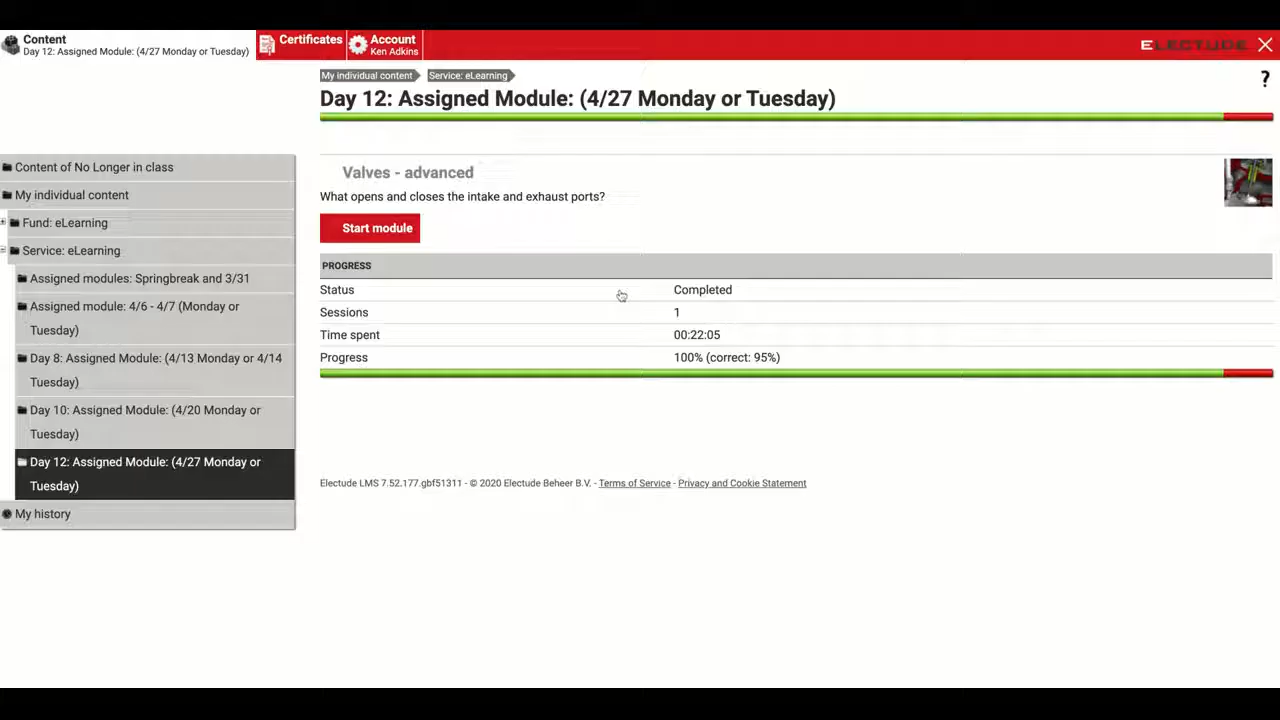 Content
Day 12: Assigned Module: (4/27 Monday or Tuesday)
Certificates
Account
Ken Adkins
ELECTUDE
My individual content
Service: eLearning
?
Day 12: Assigned Module: (4/27 Monday or Tuesday)
Content of No Longer in class
My individual content
Fund: eLearning
Service: eLearning
Assigned modules: Springbreak and 3/31
Assigned module: 4/6 - 4/7 (Monday or
Tuesday)
Day 8: Assigned Module: (4/13 Monday or 4/14
Tuesday)
Day 10: Assigned Module: (4/20 Monday or
Tuesday)
Day 12: Assigned Module: (4/27 Monday or
Tuesday)
My history
Valves - advanced
What opens and closes the intake and exhaust ports?
Start module
PROGRESS
Status Completed
Sessions 1
Time spent 00:22:05
Progress 100% (correct: 95%)
Electude LMS 7.52.177.gbf51311 - © 2020 Electude Beheer B.V. - Terms of Service - Privacy and Cookie Statement